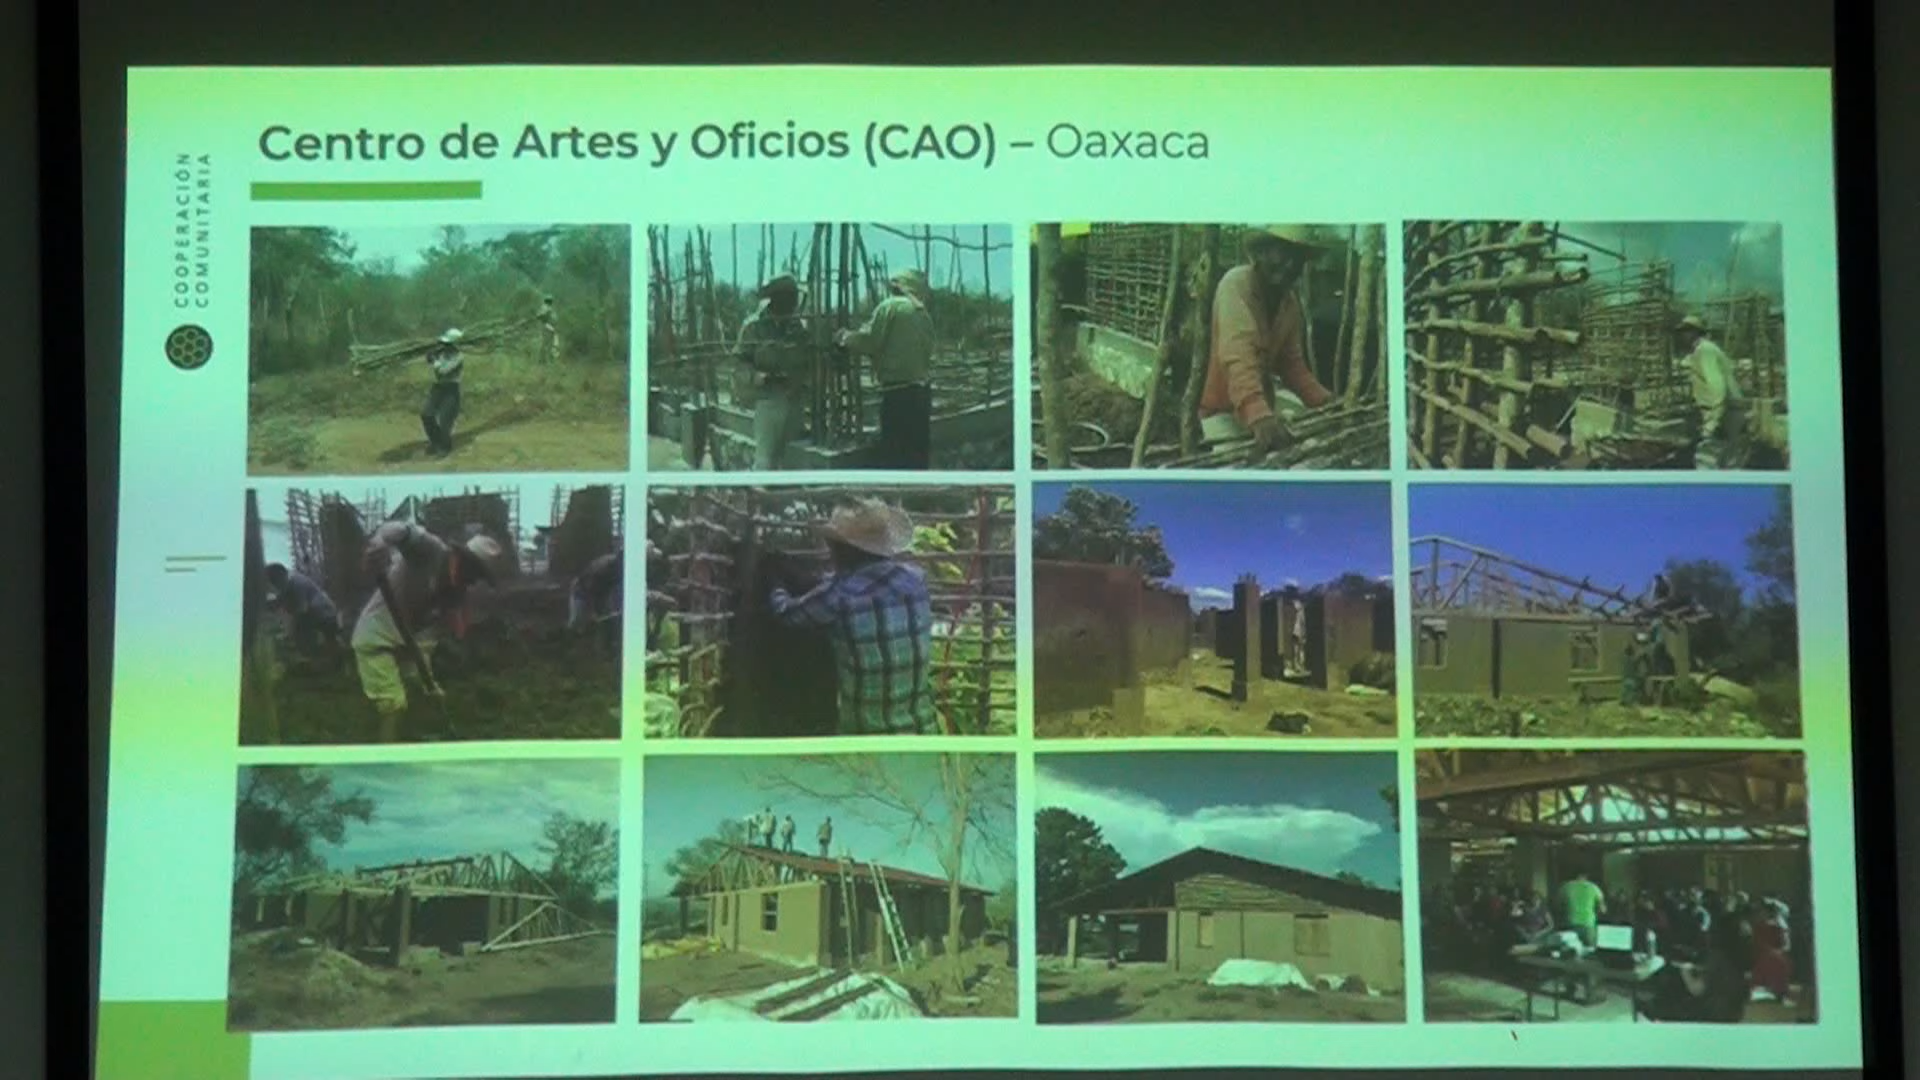 Centro de Artes y Oficios (CAO) – Oaxaca
COOPERACIÓN
COMUNITARIA